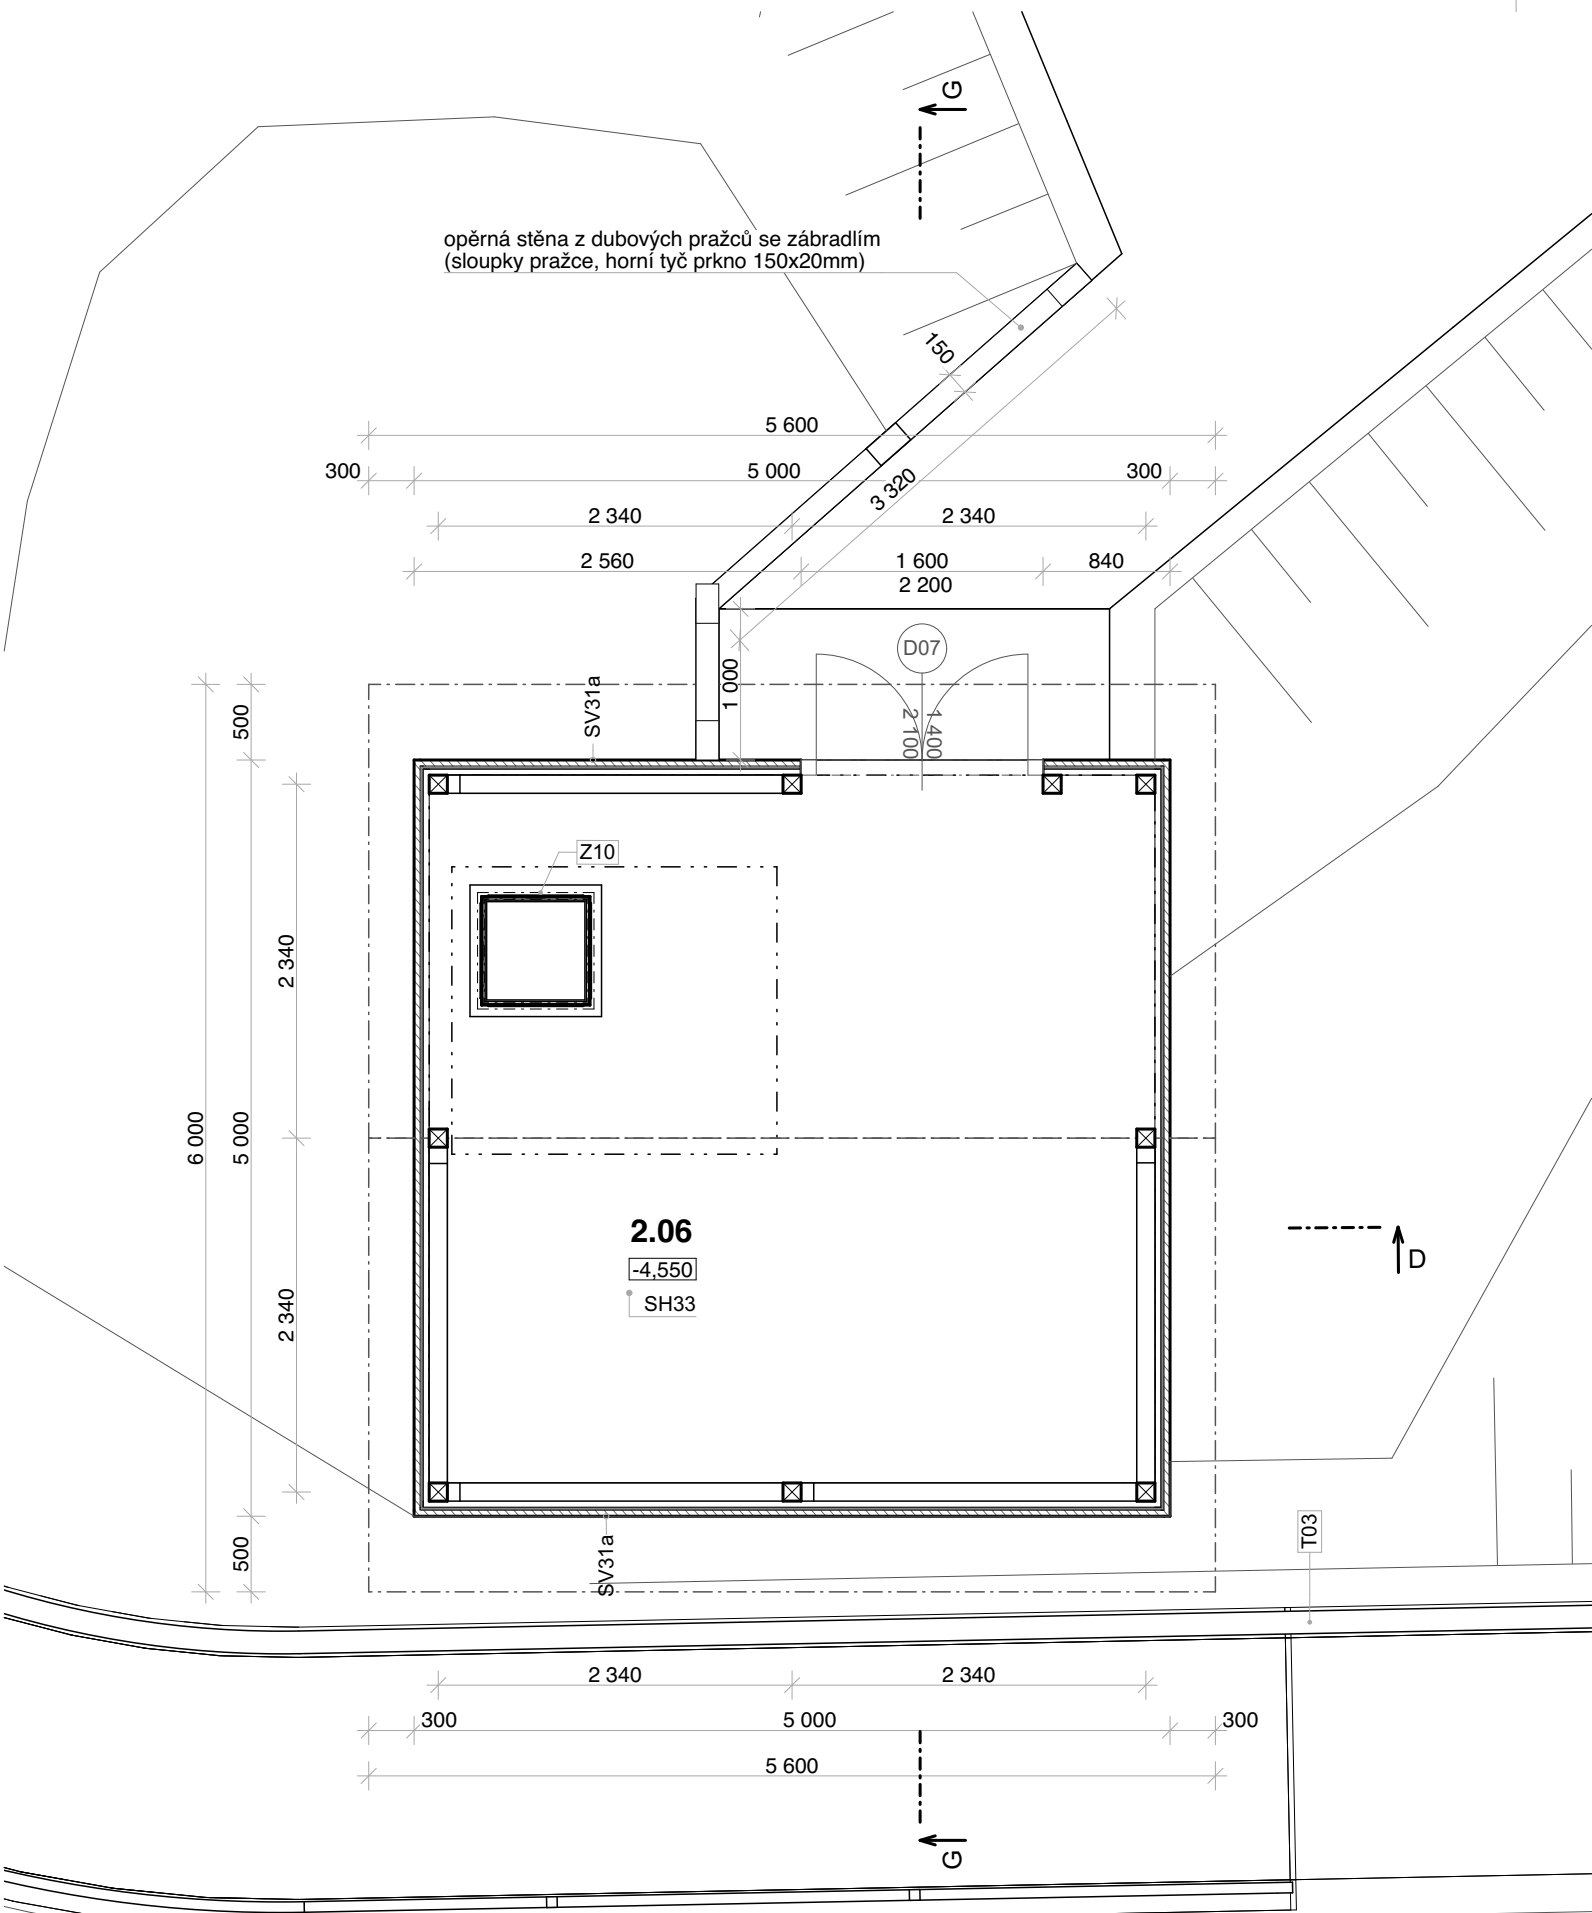 G
opěrná stěna z dubových pražců se zábradlím
(sloupky pražce, horní tyč prkno 150x20mm)
150
5 600
300
5 000
300
3 320
2 340
2 340
2 560
1 600
840
2 200
D07
1 000
SV31a
500
1 400
2 100
Z10
2 340
6 000
5 000
2.06
-4,550
D
SH33
2 340
T03
500
SV31a
2 340
2 340
300
5 000
300
5 600
G